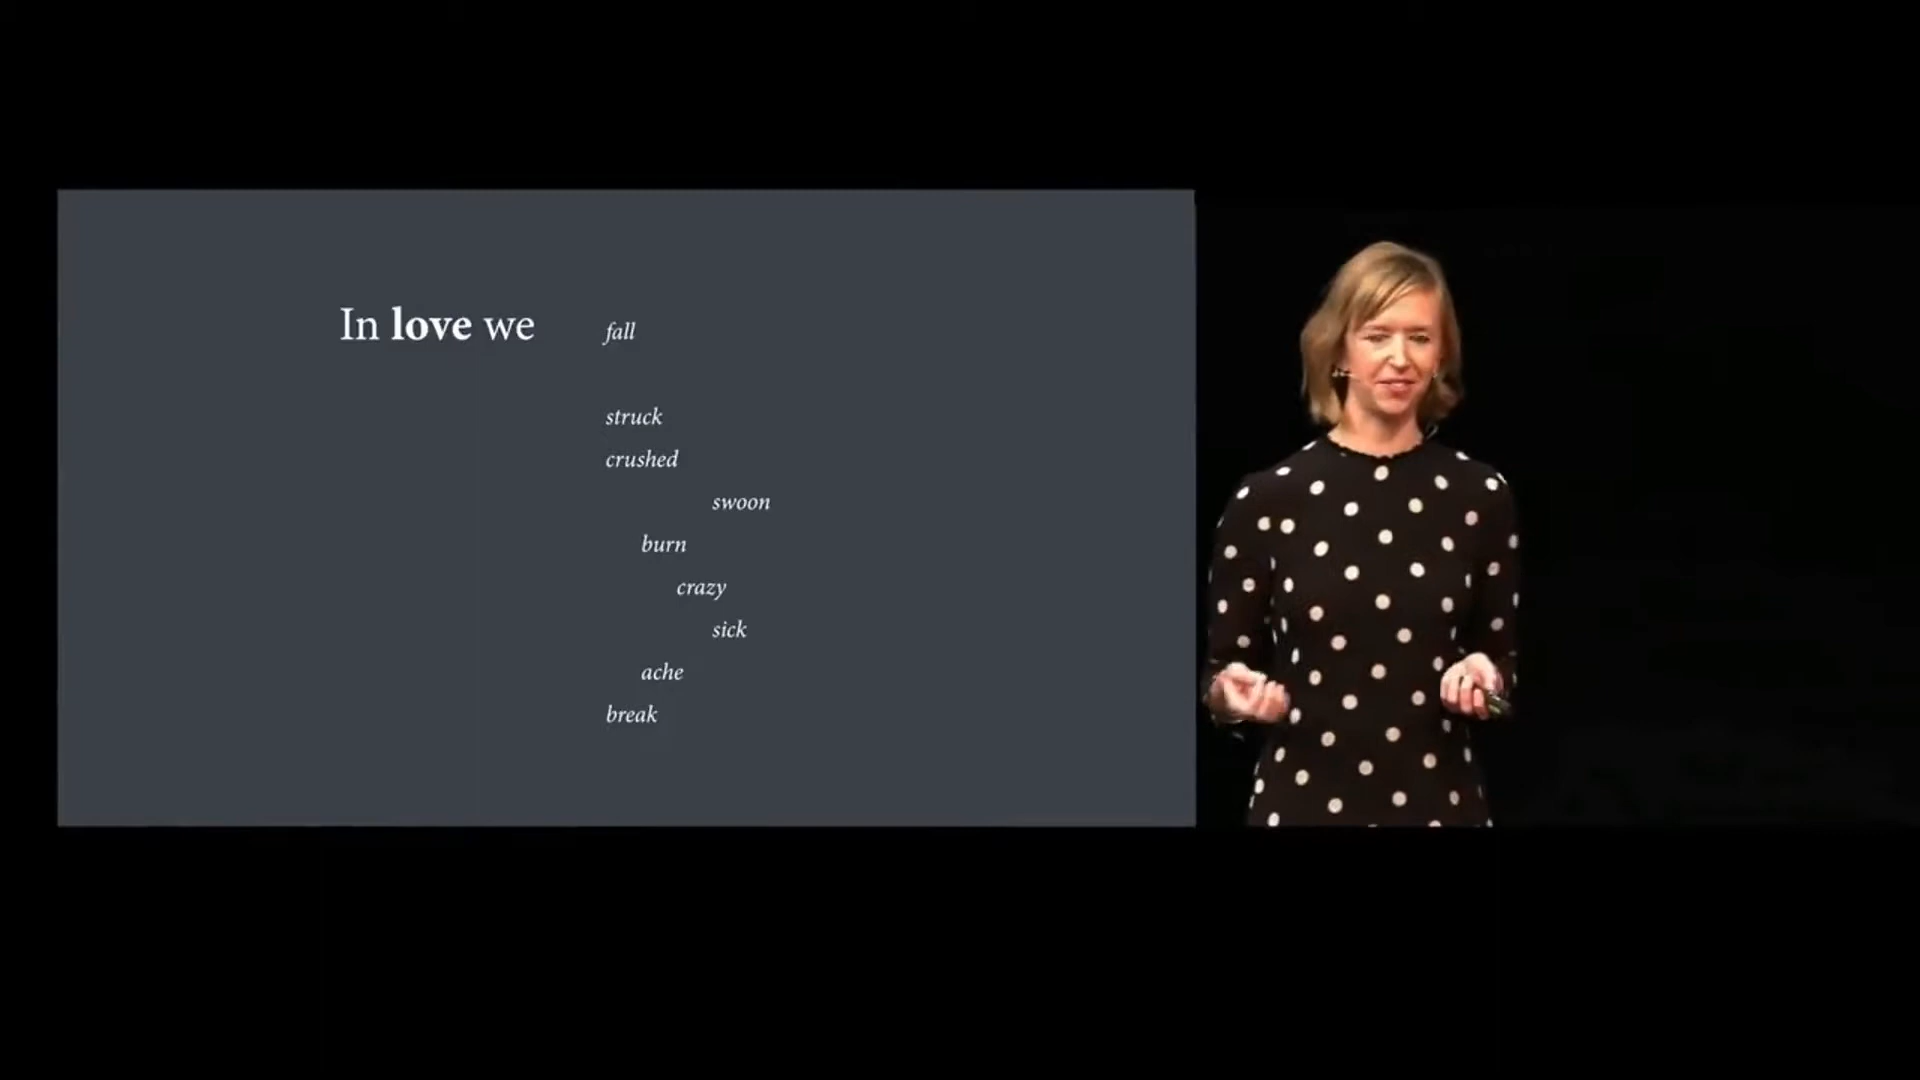 In love we fall
struck
crushed
swoon
burn
crazy
sick
ache
break